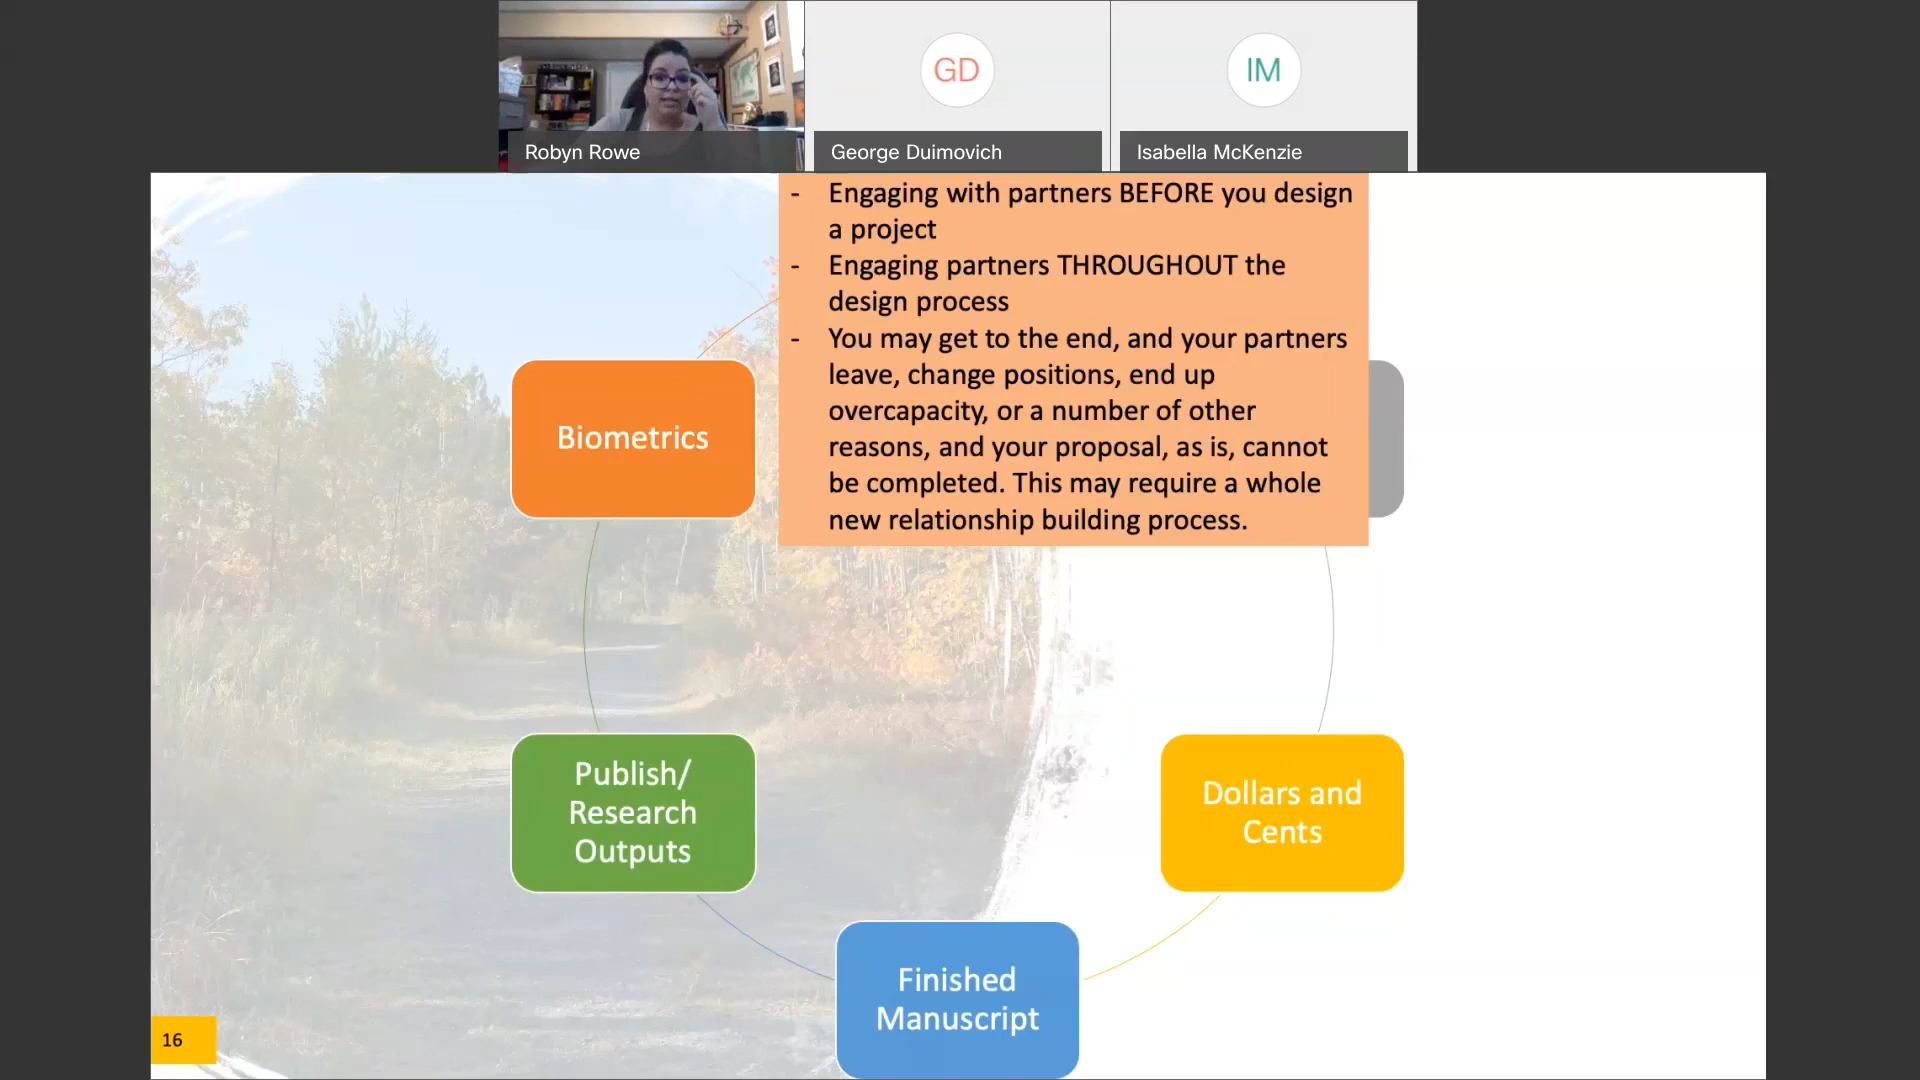 GD
IM
Robyn Rowe
George Duimovich
Isabella McKenzie
- Engaging with partners BEFORE you design
a project
- Engaging partners THROUGHOUT the
design process
- You may get to the end, and your partners
leave, change positions, end up
overcapacity, or a number of other
reasons, and your proposal, as is, cannot
be completed. This may require a whole
new relationship building process.
Biometrics
Publish/
Research
Outputs
Dollars and
Cents
Finished
Manuscript
16